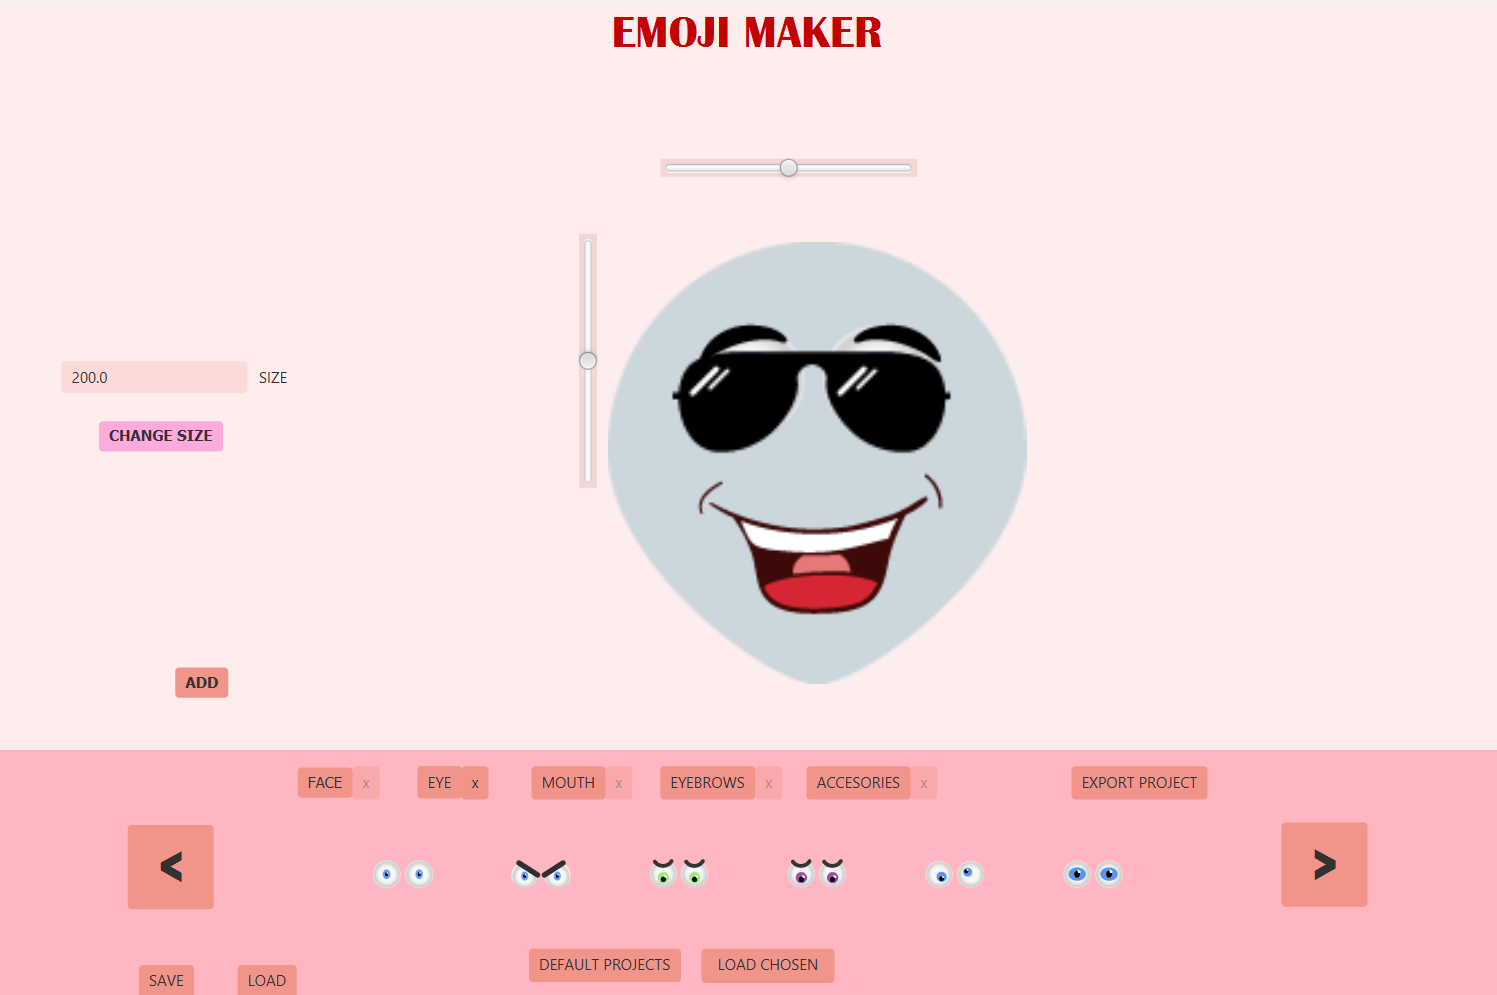 EMOJI MAKER
200.0 SIZE
CHANGE SIZE
ADD
FACE x EYE x MOUTH x EYEBROWS x ACCESORIES x EXPORT PROJECT
< >
DEFAULT PROJECTS LOAD CHOSEN
SAVE LOAD